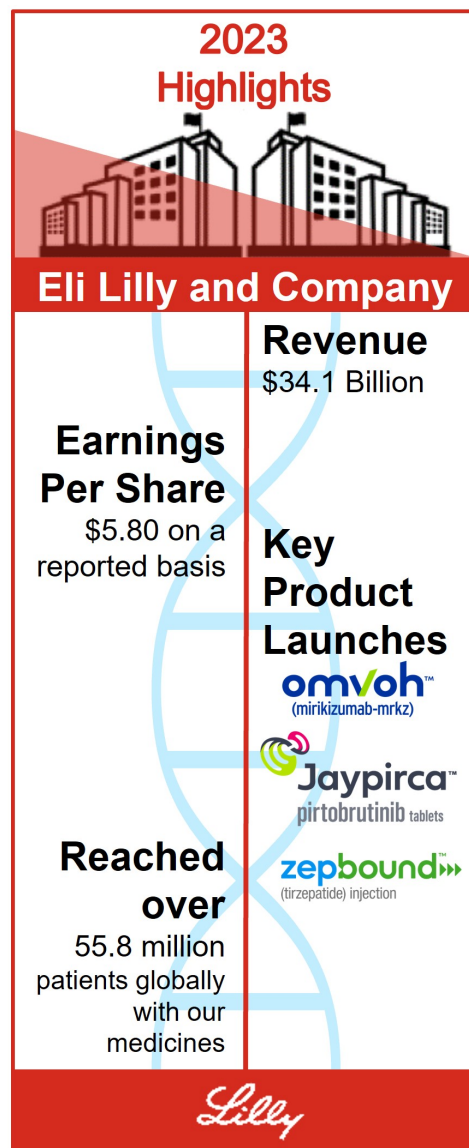 2023
Highlights
Eli Lilly and Company
Revenue
$34.1 Billion
Earnings
Per Share
$5.80 on a
reported basis
Key
Product
Launches
omvoh™
(mirikizumab-mrkz)
Jaypirca™
pirtobrutinib tablets
zepbound™
(tirzepatide) injection
Reached
over
55.8 million
patients globally
with our
medicines
Lilly